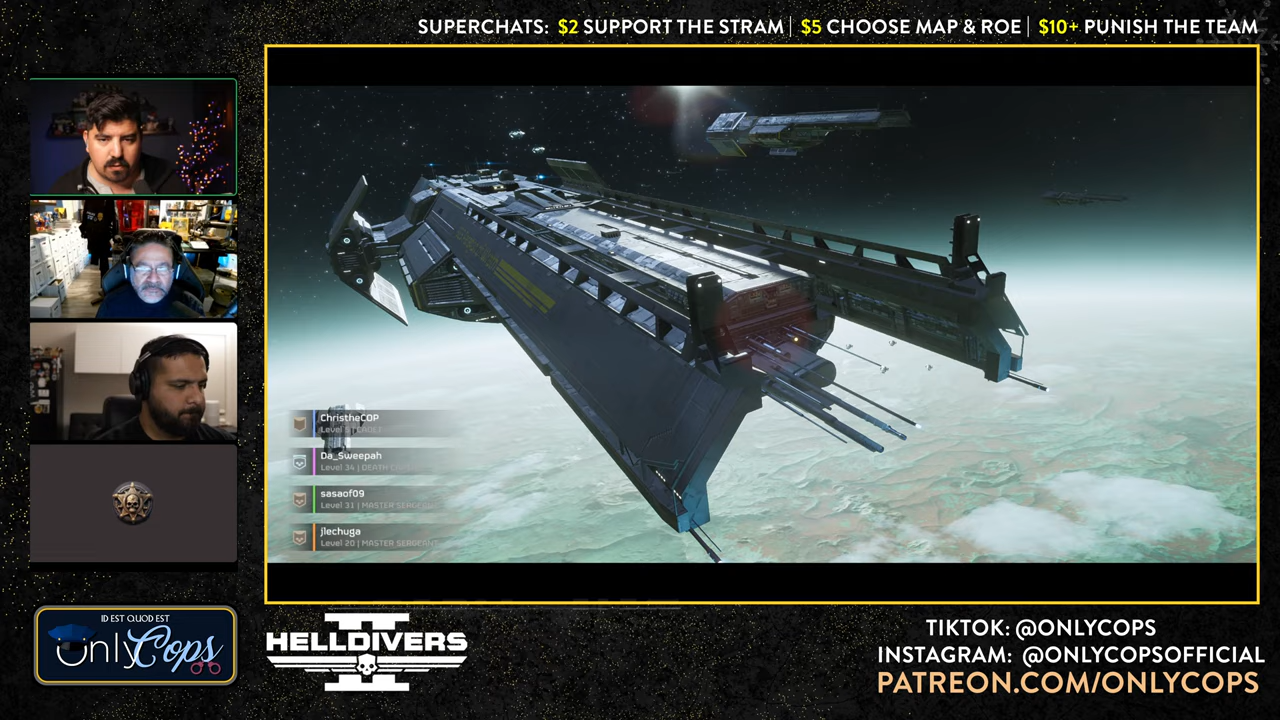 SUPERCHATS: $2 SUPPORT THE STRAM | $5 CHOOSE MAP & ROE | $10+ PUNISH THE TEAM
ChristheCOP
Level
Da_Sweepah
Level 34 | DEATH
sasaof09
Level 31 | MASTER SERGEANT
jlechuga
Level 20 | MASTER SERGEANT
ID EST QUOD EST
OnlyCops
HELLDIVERS
II
TIKTOK: @ONLYCOPS
INSTAGRAM: @ONLYCOPSOFFICIAL
PATREON.COM/ONLYCOPS